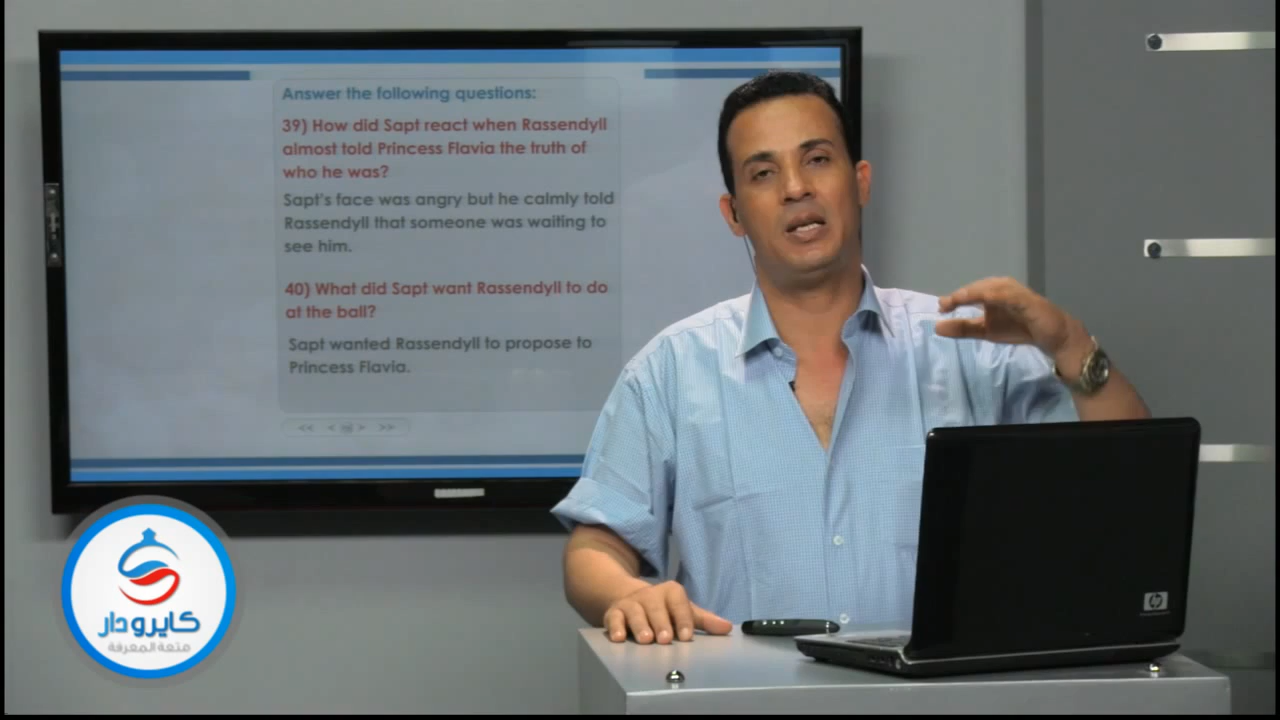 Answer the following questions:
39) How did Sapt react when Rassendyll
almost told Princess Flavia the truth of
who he was?
Sapt's face was angry but he calmly told
Rassendyll that someone was waiting to
see him.
40) What did Sapt want Rassendyll to do
at the ball?
Sapt wanted Rassendyll to propose to
Princess Flavia.
<< < > >>
SAMSUNG
hp
كايرو دار
متعة المعرفة